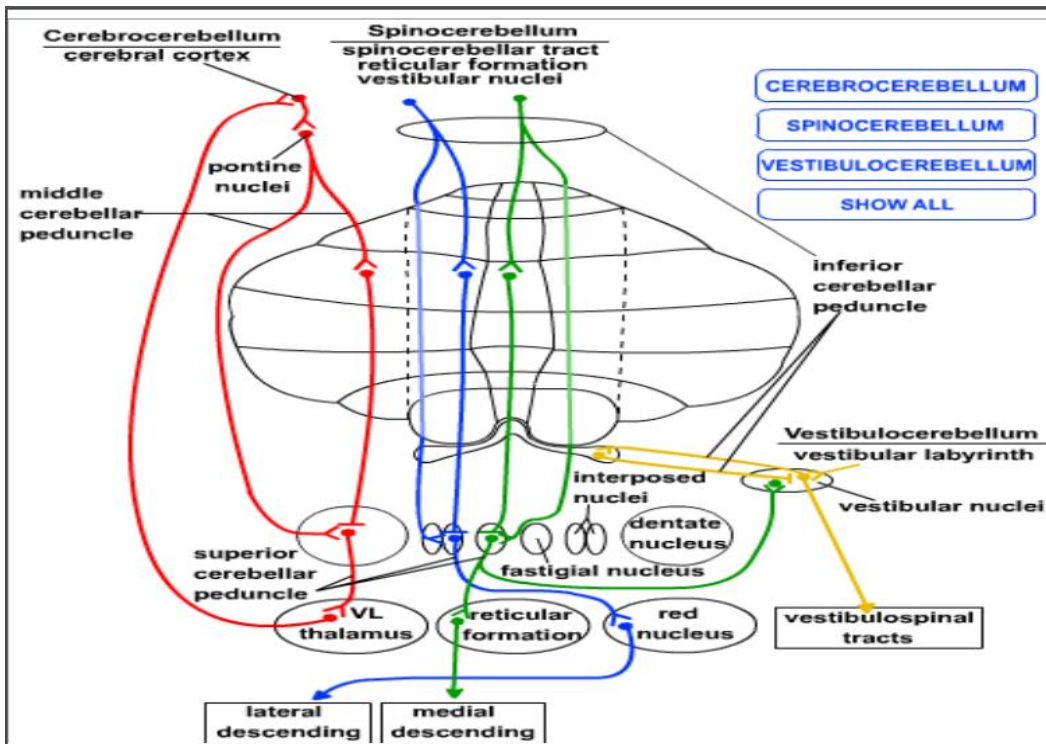 Cerebrocerebellum
cerebral cortex
Spinocerebellum
spinocerebellar tract
reticular formation
vestibular nuclei
CEREBROCEREBELLUM
SPINOCEREBELLUM
VESTIBULOCEREBELLUM
SHOW ALL
pontine
nuclei
middle
cerebellar
peduncle
inferior
cerebellar
peduncle
Vestibulocerebellum
vestibular labyrinth
interposed
nuclei
vestibular nuclei
dentate
nucleus
superior
cerebellar
peduncle
fastigial nucleus
VL
thalamus
reticular
formation
red
nucleus
vestibulospinal
tracts
lateral
descending
medial
descending